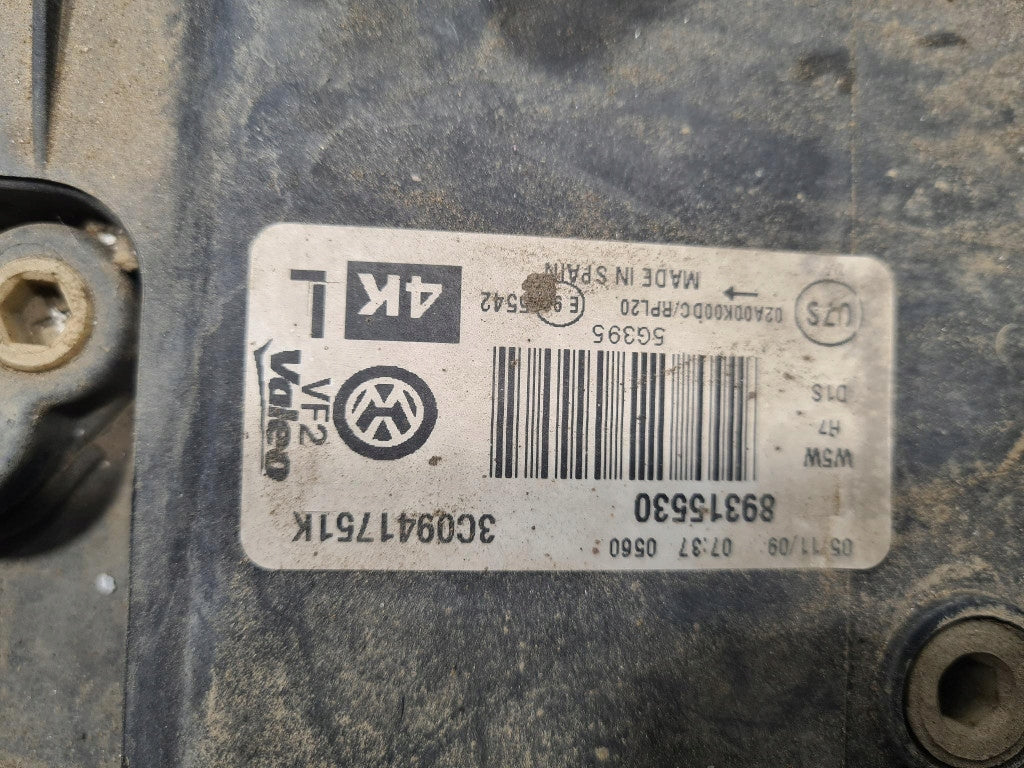 05/11/09 07:37 0560
89315530 3C0941751K
W5W
H7
D1S
VF2
Valeo
5G395
U7S
02A00K00DC/RPL20
MADE IN SPAIN
4K
L